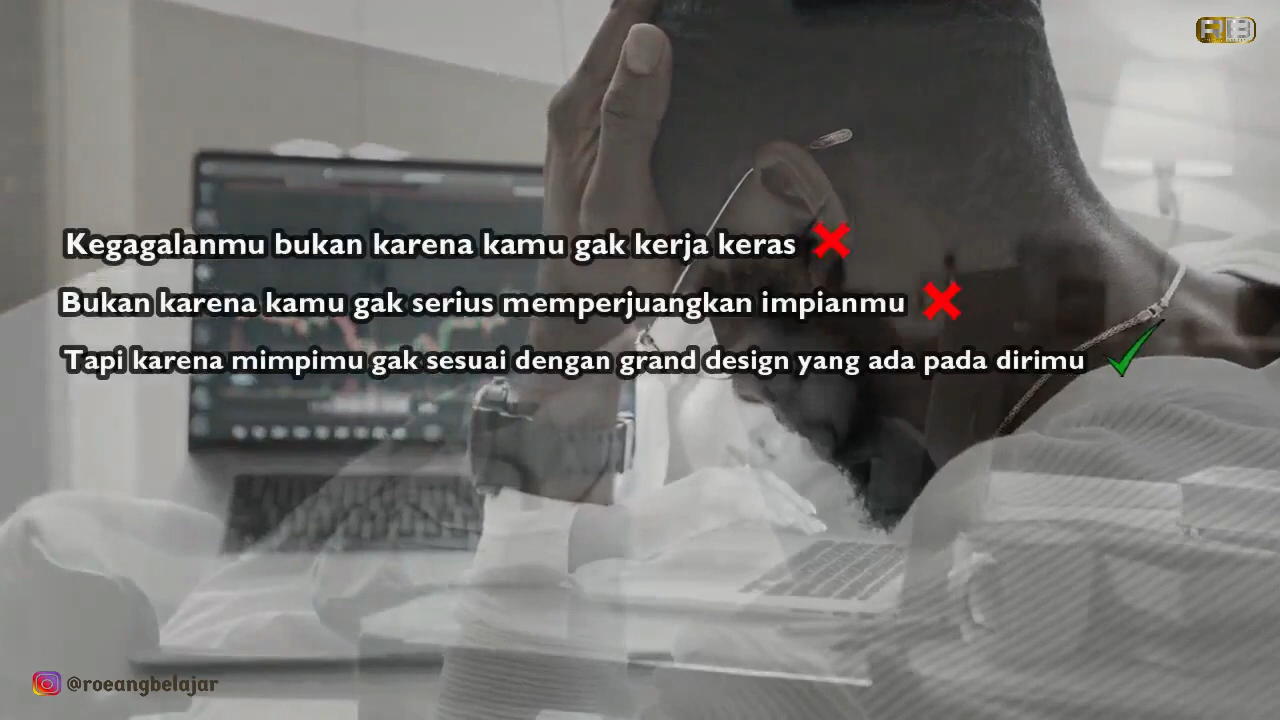 RB
Kegagalanmu bukan karena kamu gak kerja keras
Bukan karena kamu gak serius memperjuangkan impianmu
Tapi karena mimpimu gak sesuai dengan grand design yang ada pada dirimu
@roeangbelajar